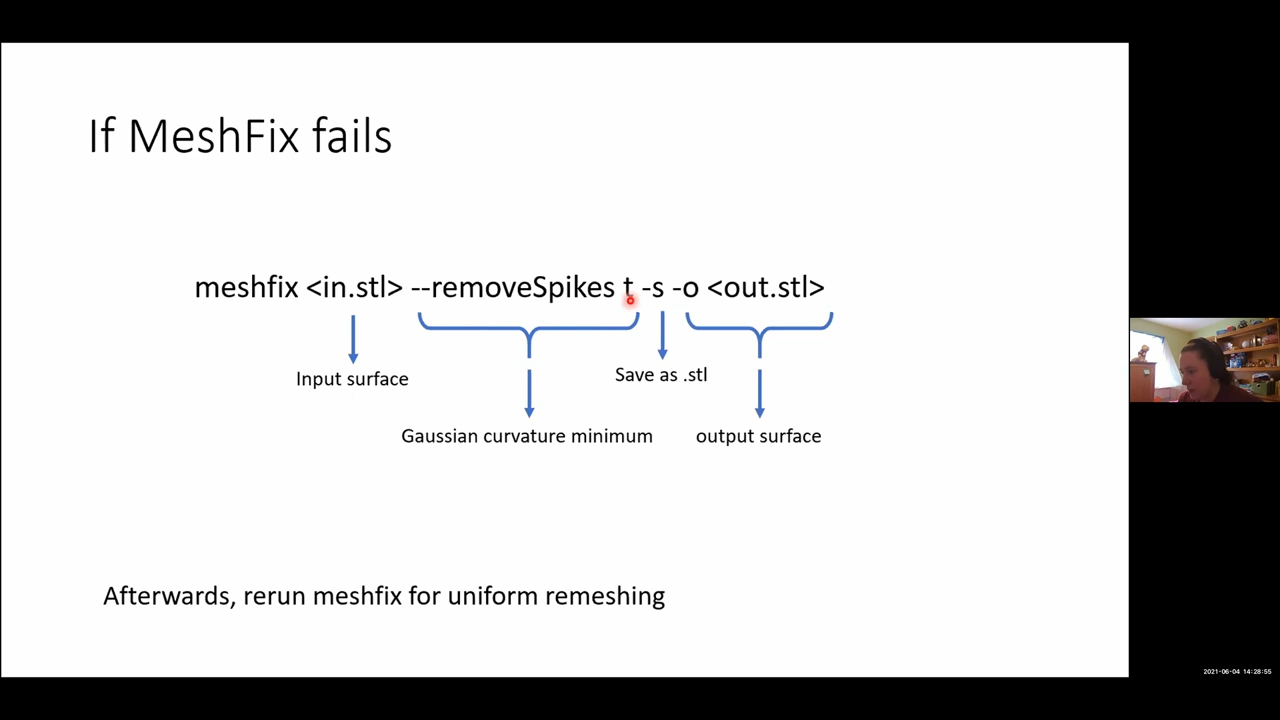 If MeshFix fails
meshfix <in.stl> --removeSpikes t -s -o <out.stl>
Input surface
Save as .stl
Gaussian curvature minimum
output surface
Afterwards, rerun meshfix for uniform remeshing
2021-06-04 14:28:55